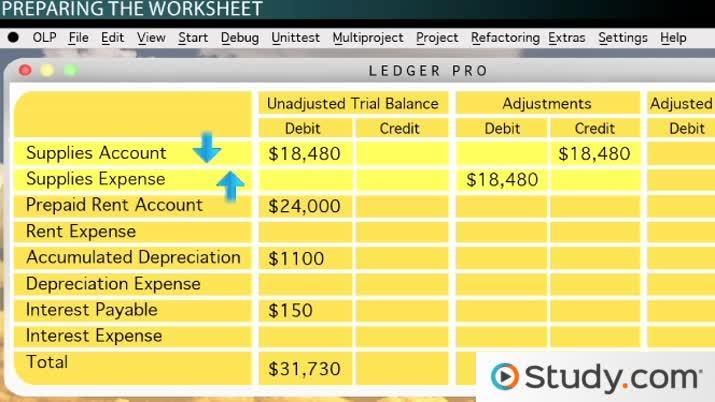 PREPARING THE WORKSHEET
OLP File Edit View Start Debug Unittest Multiproject Project Refactoring Extras Settings Help
LEDGER PRO
Unadjusted Trial Balance Adjustments Adjusted
Debit Credit Debit Credit Debit
Supplies Account $18,480 $18,480
Supplies Expense $18,480
Prepaid Rent Account $24,000
Rent Expense
Accumulated Depreciation $1100
Depreciation Expense
Interest Payable $150
Interest Expense
Total $31,730
Study.com